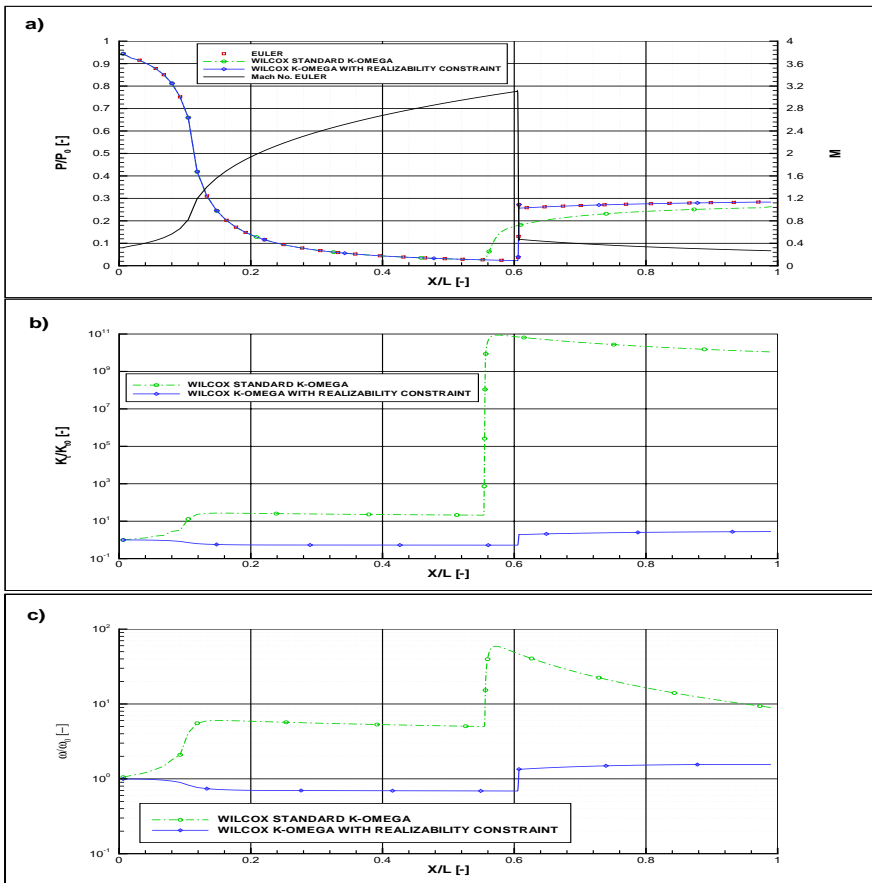 a)
EULER
WILCOX STANDARD K-OMEGA
WILCOX K-OMEGA WITH REALIZABILITY CONSTRAINT
Mach No. EULER
1
0.9
0.8
0.7
0.6
0.5
0.4
0.3
0.2
0.1
0
P/P0 [-]
4
3.6
3.2
2.8
2.4
2
1.6
1.2
0.8
0.4
0
M
0 0.2 0.4 0.6 0.8 1
X/L [-]
b)
WILCOX STANDARD K-OMEGA
WILCOX K-OMEGA WITH REALIZABILITY CONSTRAINT
10^11
10^9
10^7
10^5
10^3
10^1
10^-1
0 0.2 0.4 0.6 0.8 1
X/L [-]
c)
10^2
10^1
10^0
10^-1
ω/ω0 [–]
WILCOX STANDARD K-OMEGA
WILCOX K-OMEGA WITH REALIZABILITY CONSTRAINT
0 0.2 0.4 0.6 0.8 1
X/L [-]